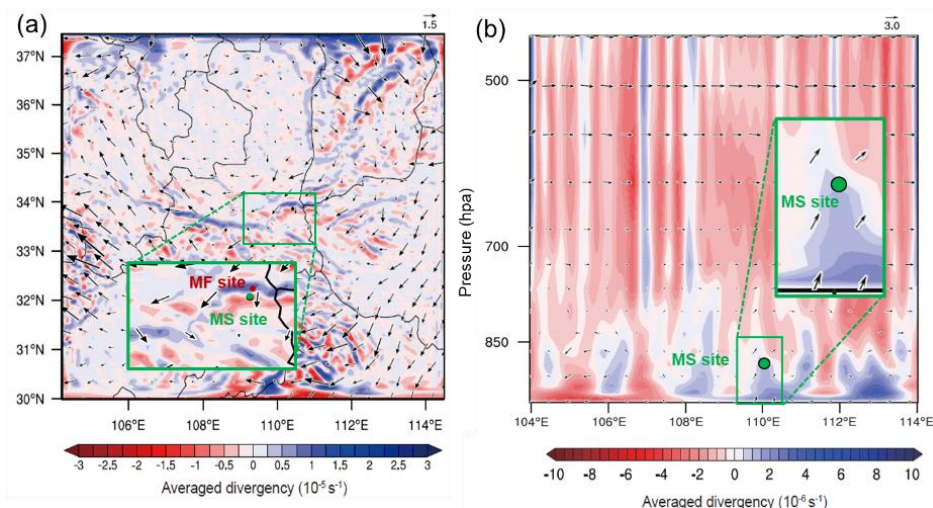 (a)
1.5
37°N
36°N
35°N
34°N
33°N
32°N
31°N
30°N
MF site
MS site
106°E
108°E
110°E
112°E
114°E
-3 -2.5 -2 -1.5 -1 -0.5 0 0.5 1 1.5 2 2.5 3
Averaged divergency (10⁻⁵ s⁻¹)
(b)
3.0
500
700
850
Pressure (hpa)
MS site
MS site
104°E
106°E
108°E
110°E
112°E
114°E
-10 -8 -6 -4 -2 0 2 4 6 8 10
Averaged divergency (10⁻⁶ s⁻¹)